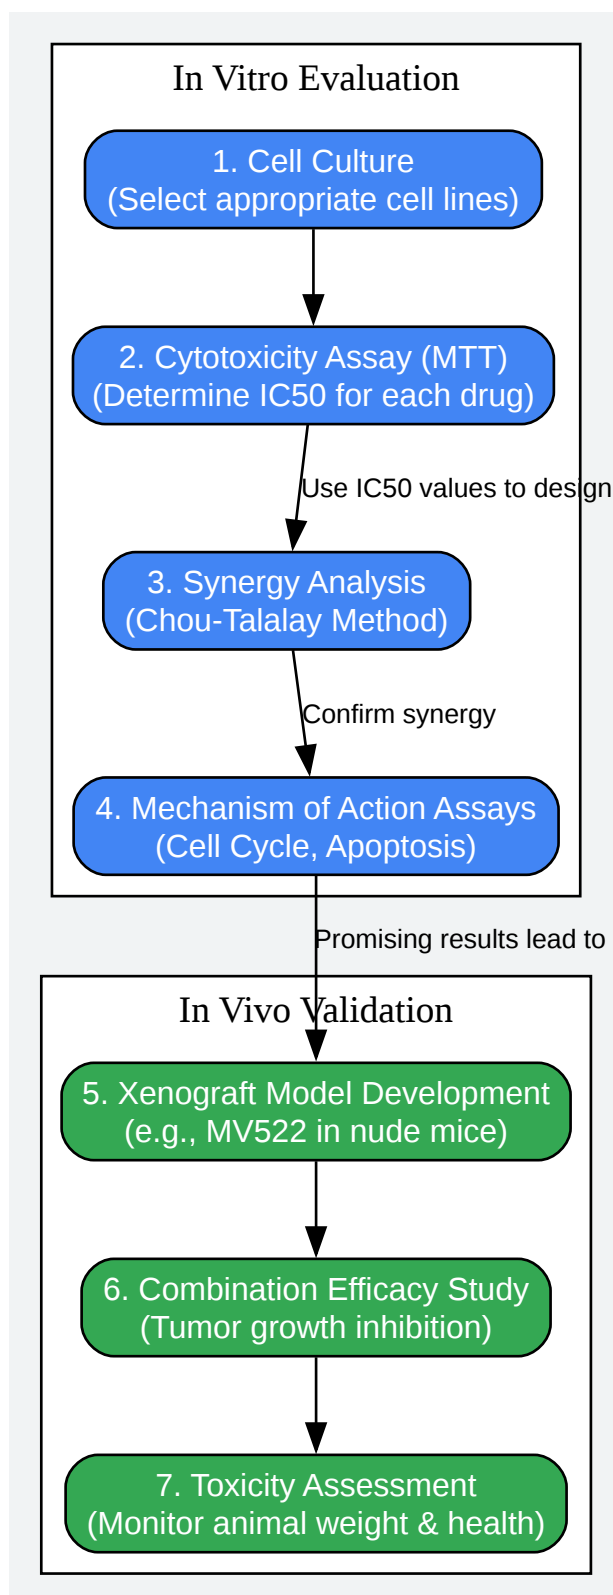 In Vitro Evaluation
1. Cell Culture
(Select appropriate cell lines)
2. Cytotoxicity Assay (MTT)
(Determine IC50 for each drug)
Use IC50 values to design
3. Synergy Analysis
(Chou-Talalay Method)
Confirm synergy
4. Mechanism of Action Assays
(Cell Cycle, Apoptosis)
Promising results lead to
In Vivo Validation
5. Xenograft Model Development
(e.g., MV522 in nude mice)
6. Combination Efficacy Study
(Tumor growth inhibition)
7. Toxicity Assessment
(Monitor animal weight & health)